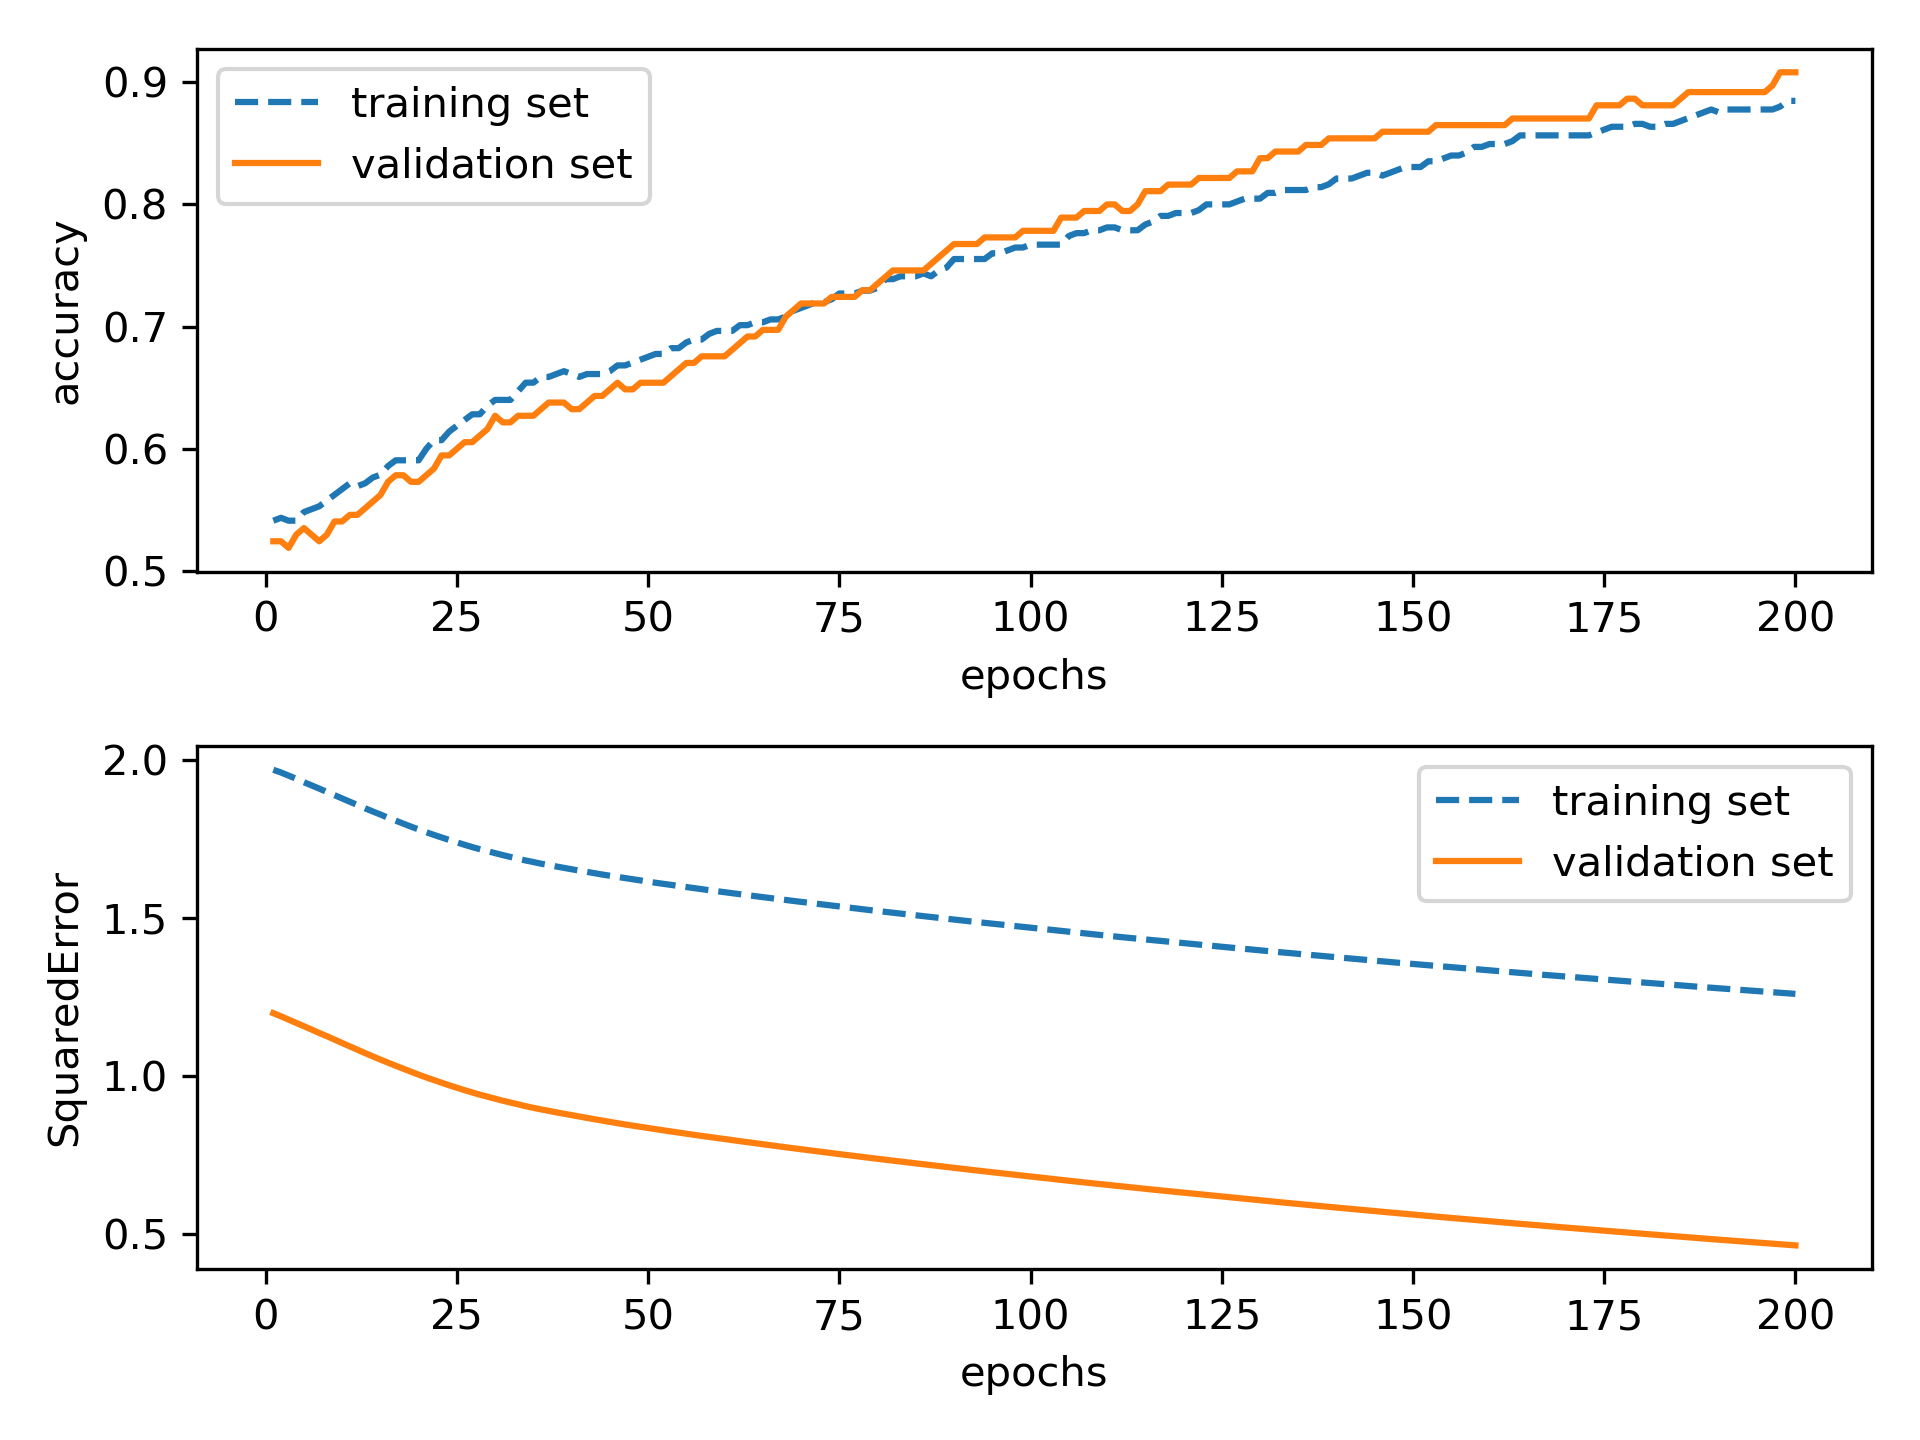 0.9
0.8
0.7
0.6
0.5
accuracy
training set
validation set
0 25 50 75 100 125 150 175 200
epochs
2.0
1.5
1.0
0.5
SquaredError
training set
validation set
0 25 50 75 100 125 150 175 200
epochs